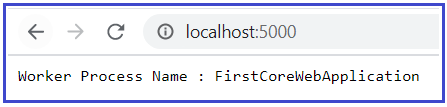 localhost:5000
Worker Process Name : FirstCoreWebApplication